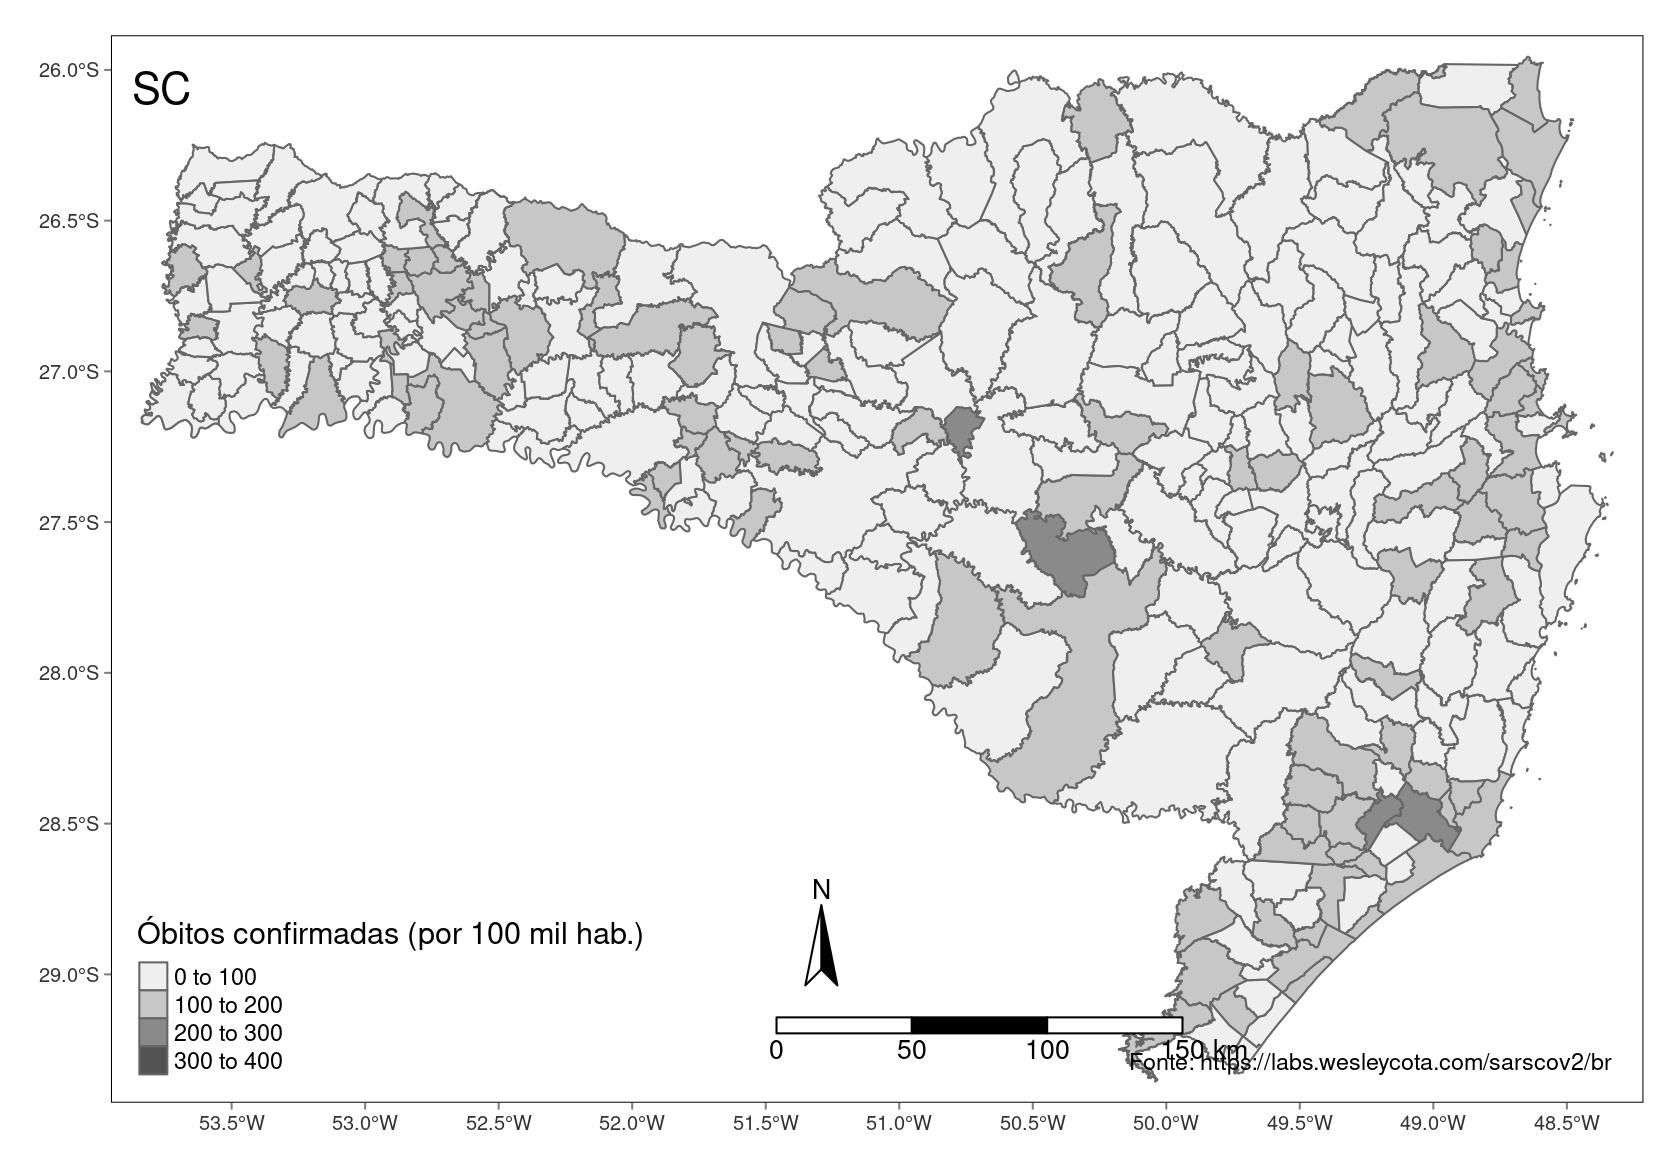 SC
26.0°S
26.5°S
27.0°S
27.5°S
28.0°S
28.5°S
29.0°S
N
Óbitos confirmadas (por 100 mil hab.)
0 to 100
100 to 200
200 to 300
300 to 400
0 50 100 150 km
Fonte: https://labs.wesleycota.com/sarscov2/br
53.5°W 53.0°W 52.5°W 52.0°W 51.5°W 51.0°W 50.5°W 50.0°W 49.5°W 49.0°W 48.5°W